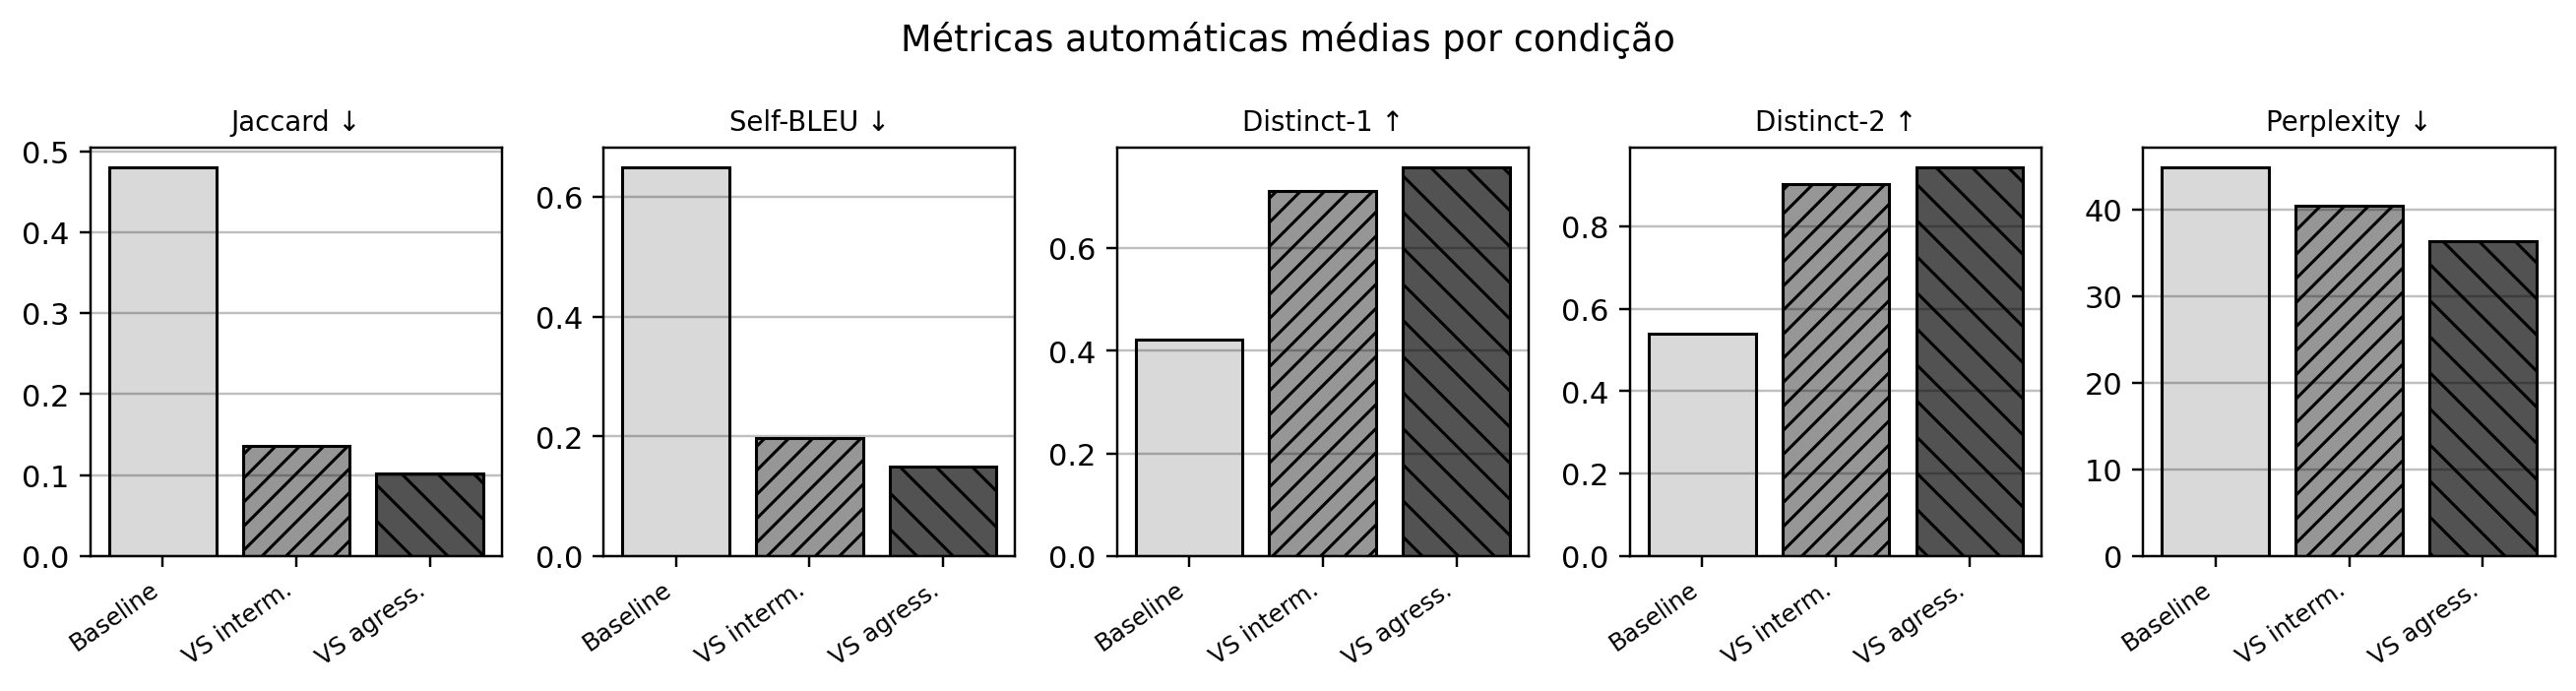 Métricas automáticas médias por condição
Jaccard ↓
0.5
0.4
0.3
0.2
0.1
0.0
Baseline
VS interm.
VS agress.
Self-BLEU ↓
0.6
0.4
0.2
0.0
Baseline
VS interm.
VS agress.
Distinct-1 ↑
0.6
0.4
0.2
0.0
Baseline
VS interm.
VS agress.
Distinct-2 ↑
0.8
0.6
0.4
0.2
0.0
Baseline
VS interm.
VS agress.
Perplexity ↓
40
30
20
10
0
Baseline
VS interm.
VS agress.